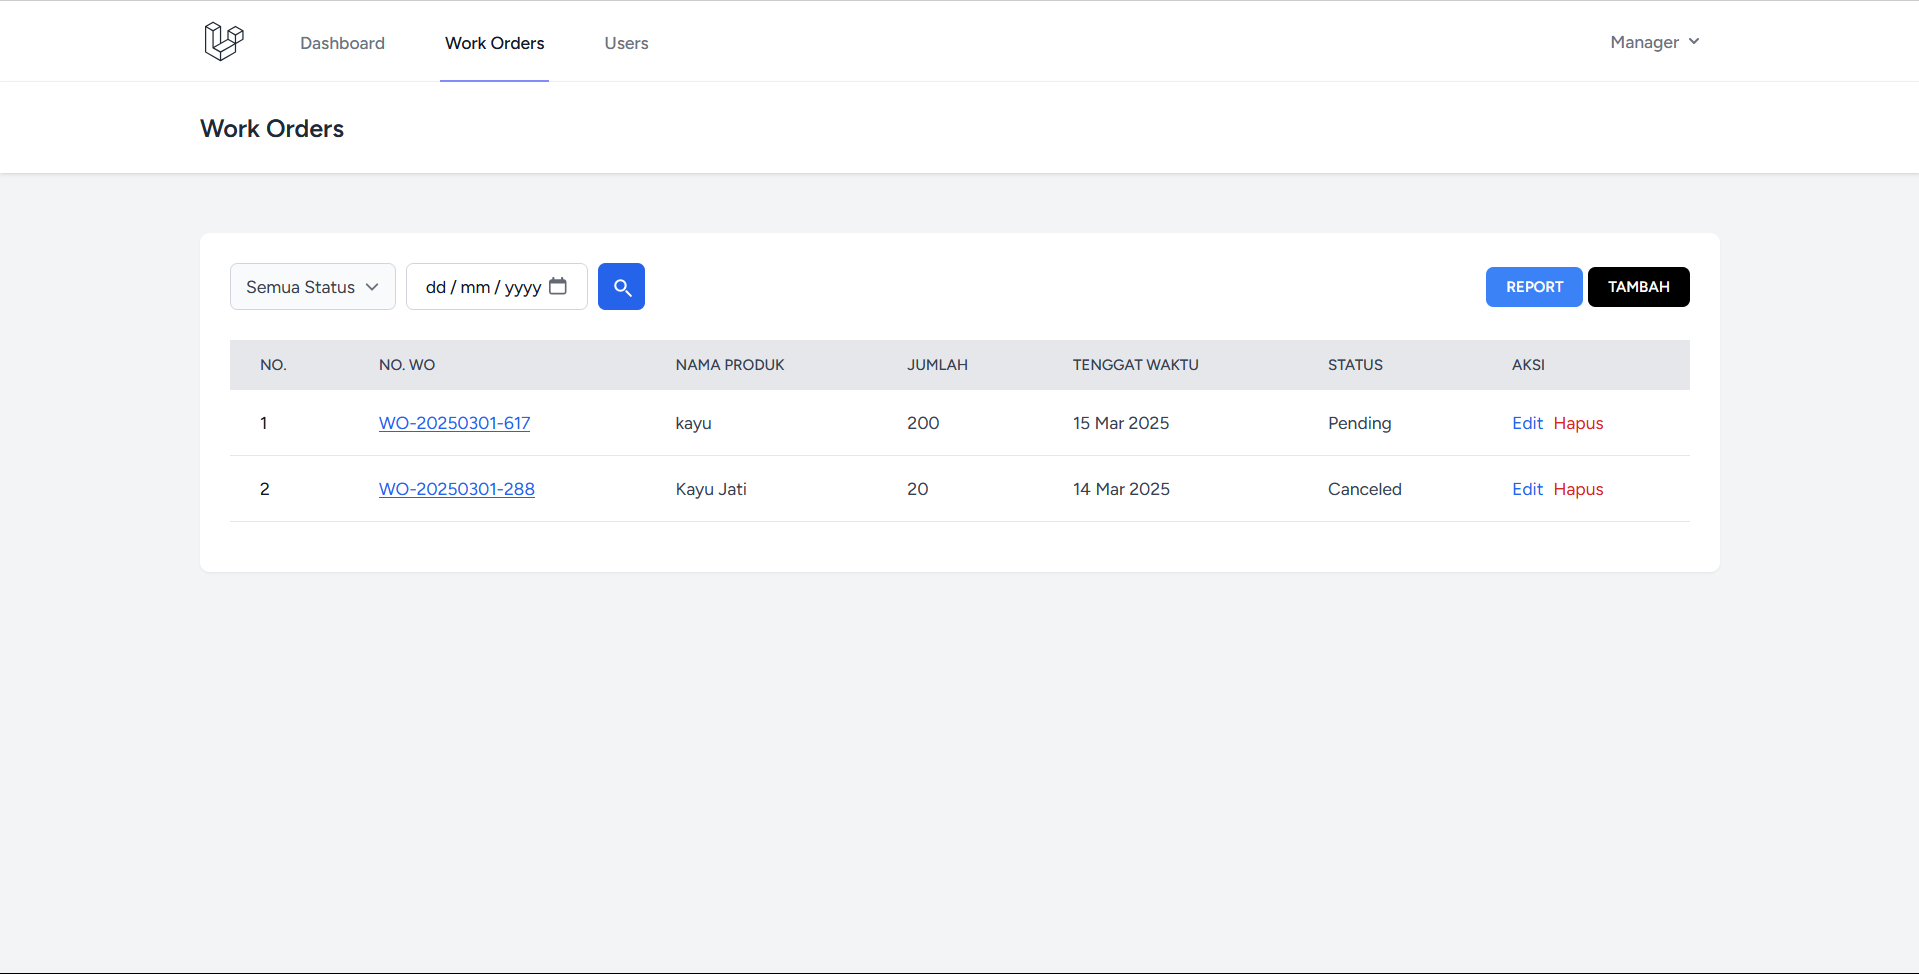 Dashboard Work Orders Users Manager
Work Orders
Semua Status dd / mm / yyyy REPORT TAMBAH
NO. NO. WO NAMA PRODUK JUMLAH TENGGAT WAKTU STATUS AKSI
1 WO-20250301-617 kayu 200 15 Mar 2025 Pending Edit Hapus
2 WO-20250301-288 Kayu Jati 20 14 Mar 2025 Canceled Edit Hapus